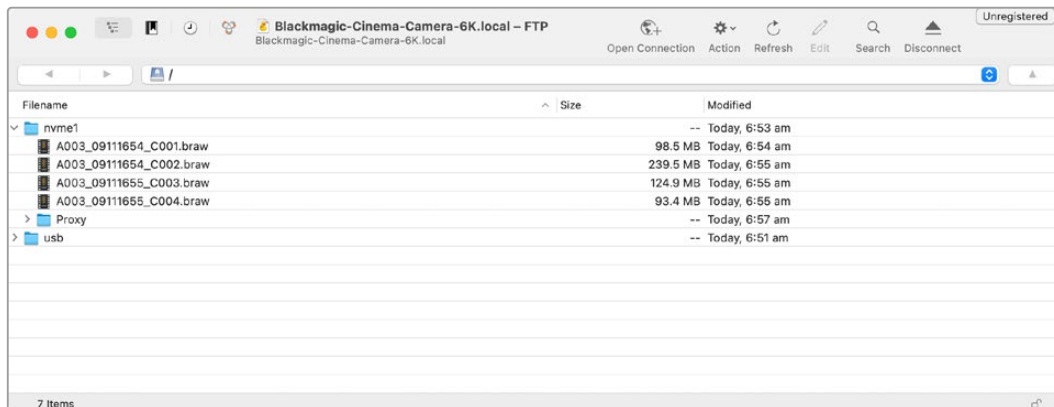 Unregistered
Blackmagic-Cinema-Camera-6K.local – FTP
Blackmagic-Cinema-Camera-6K.local
Open Connection Action Refresh Edit Search Disconnect
/
Filename Size Modified
nvme1 -- Today, 6:53 am
A003_09111654_C001.braw 98.5 MB Today, 6:54 am
A003_09111654_C002.braw 239.5 MB Today, 6:55 am
A003_09111655_C003.braw 124.9 MB Today, 6:55 am
A003_09111655_C004.braw 93.4 MB Today, 6:55 am
Proxy -- Today, 6:57 am
usb -- Today, 6:51 am
7 Items